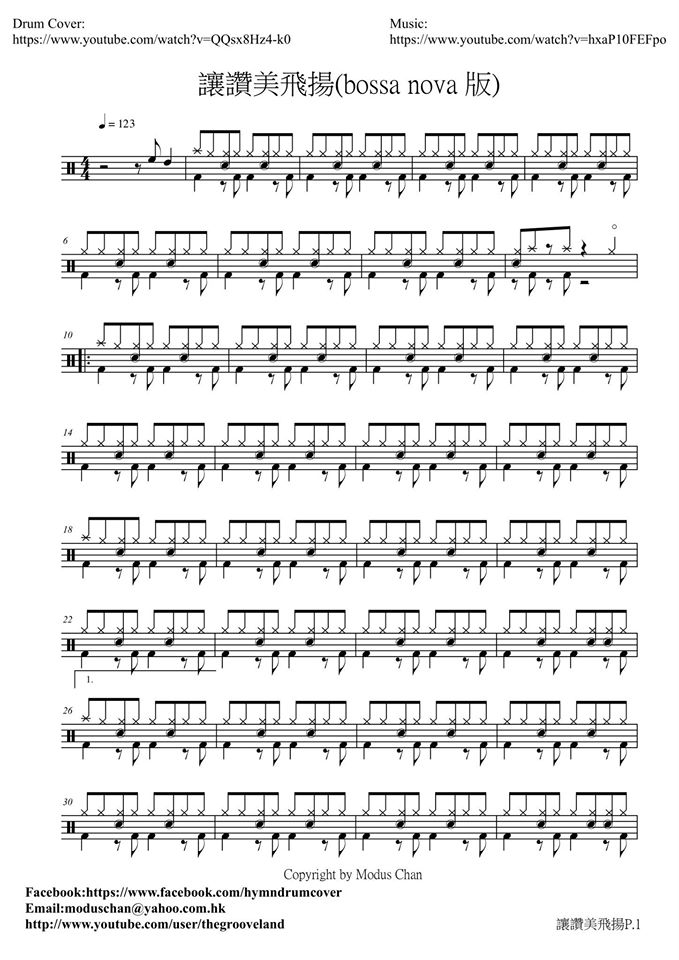 Drum Cover:
https://www.youtube.com/watch?v=QQsx8Hz4-k0
Music:
https://www.youtube.com/watch?v=hxaP10FEFpo
讓讚美飛揚(bossa nova 版)
♩ = 123
4
4
6
10
14
18
22
1.
26
30
Copyright by Modus Chan
Facebook:https://www.facebook.com/hymndrumcover
Email:moduschan@yahoo.com.hk
http://www.youtube.com/user/thegrooveland
讓讚美飛揚P.1